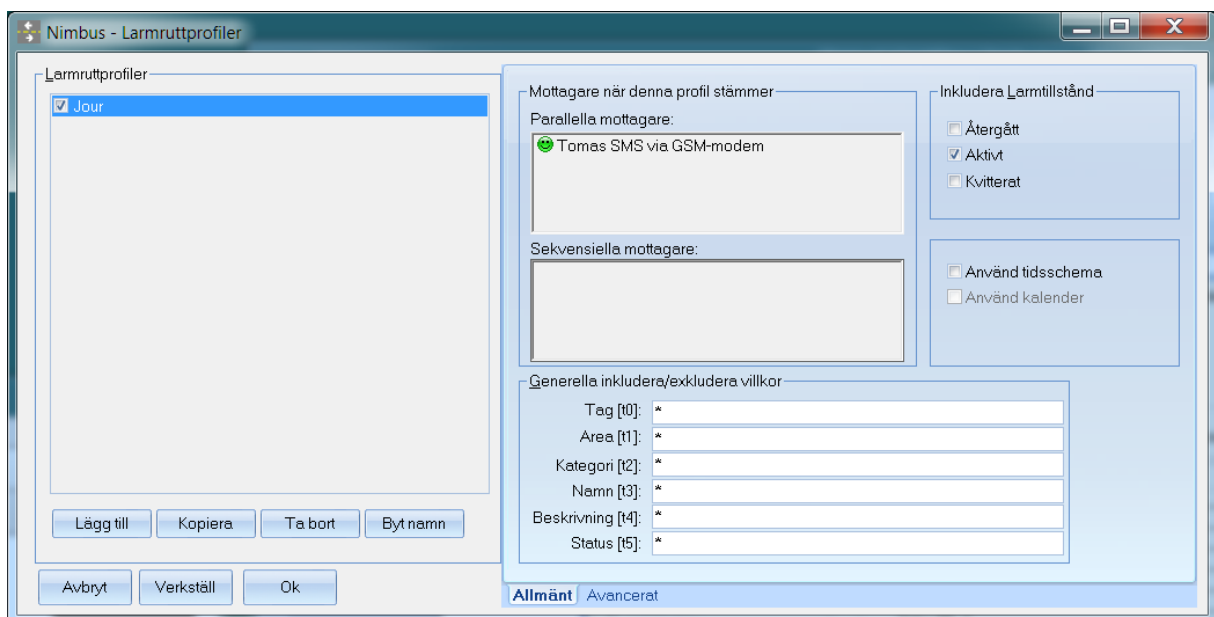 Nimbus - Larmruttprofiler
Larmruttprofiler
Jour
Lägg till
Kopiera
Ta bort
Byt namn
Avbryt
Verkställ
Ok
Mottagare när denna profil stämmer
Parallella mottagare:
Tomas SMS via GSM-modem
Sekvensiella mottagare:
Inkludera Larmtillstånd
Återgått
Aktivt
Kvitterat
Använd tidsschema
Använd kalender
Generella inkludera/exkludera villkor
Tag [t0]: *
Area [t1]: *
Kategori [t2]: *
Namn [t3]: *
Beskrivning [t4]: *
Status [t5]: *
Allmänt Avancerat